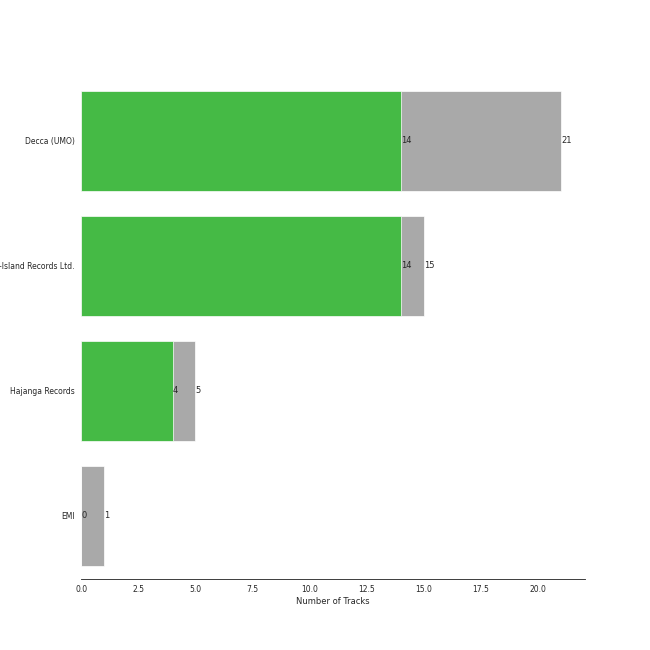 Decca (UMO)
14
21
-Island Records Ltd.
14
15
Hajanga Records
4
5
EMI
0
1
0.0 2.5 5.0 7.5 10.0 12.5 15.0 17.5 20.0
Number of Tracks